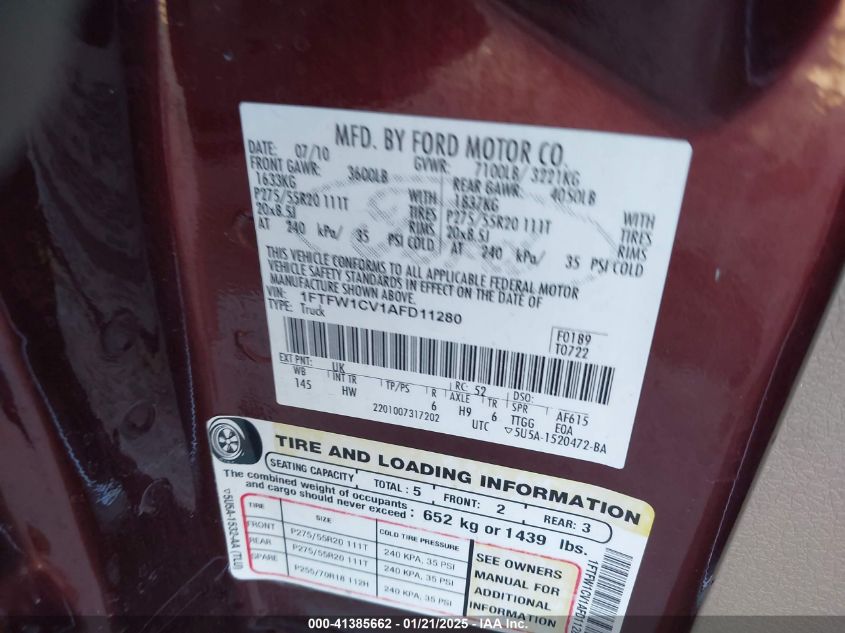 MFD. BY FORD MOTOR CO.
DATE: 07/10 GVWR: 7100LB/ 3221KG
FRONT GAWR: 3600LB REAR GAWR: 4050LB
1633KG WITH 1837KG WITH
P275/55R20 111T TIRES P275/55R20 111T TIRES
20x8.5J RIMS 20x8.5J RIMS
AT 240 kPa/ 35 PSI COLD AT 240 kPa/ 35 PSI COLD
THIS VEHICLE CONFORMS TO ALL APPLICABLE FEDERAL MOTOR
VEHICLE SAFETY STANDARDS IN EFFECT ON THE DATE OF
MANUFACTURE SHOWN ABOVE.
VIN: 1FTFW1CV1AFD11280
TYPE: Truck
F0189
T0722
EXT PNT: UK RC: 52 DSO:
WB INT TR TP/PS R AXLE TR SPR
145 HW 6 H9 6 TTGG AF615
E0A
2201007317202 UTC ▽5U5A-1520472-BA
TIRE AND LOADING INFORMATION
SEATING CAPACITY TOTAL : 5 FRONT: 2 REAR: 3
The combined weight of occupants
and cargo should never exceed : 652 kg or 1439 lbs.
TIRE SIZE COLD TIRE PRESSURE
FRONT P275/55R20 111T 240 KPA, 35 PSI
REAR P275/55R20 111T 240 KPA, 35 PSI
SPARE P255/70R18 112H 240 KPA, 35 PSI
SEE OWNERS
MANUAL FOR
ADDITIONAL
INFORMATION
▽5U5A-1532-AA (TLU)
000-41385662 - 01/21/2025 - IAA Inc.